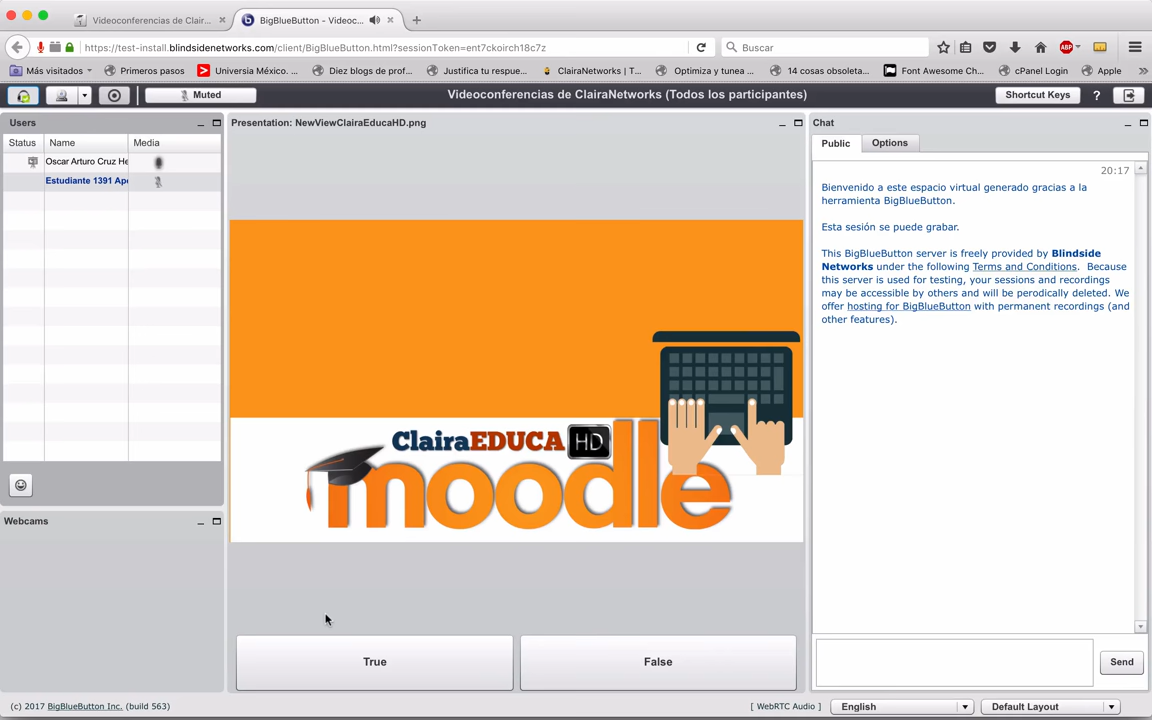 Videoconferencias de Clair...
BigBlueButton - Videoc...
https://test-install.blindsidenetworks.com/client/BigBlueButton.html?sessionToken=ent7ckoirch18c7z
Buscar
ABP
Más visitados
Primeros pasos
Universia México. ...
Diez blogs de prof...
Justifica tu respue...
ClairaNetworks | T...
Optimiza y tunea ...
14 cosas obsoleta...
Font Awesome Ch...
cPanel Login
Apple
Muted
Videoconferencias de ClairaNetworks (Todos los participantes)
Shortcut Keys
?
Users
Status Name Media
Oscar Arturo Cruz He
Estudiante 1391 Ap
Webcams
Presentation: NewViewClairaEducaHD.png
ClairaEDUCA HD
moodle
True
False
Chat
Public
Options
20:17
Bienvenido a este espacio virtual generado gracias a la
herramienta BigBlueButton.
Esta sesión se puede grabar.
This BigBlueButton server is freely provided by Blindside
Networks under the following Terms and Conditions. Because
this server is used for testing, your sessions and recordings
may be accessible by others and will be perodically deleted. We
offer hosting for BigBlueButton with permanent recordings (and
other features).
Send
(c) 2017 BigBlueButton Inc. (build 563)
[ WebRTC Audio ]
English
Default Layout